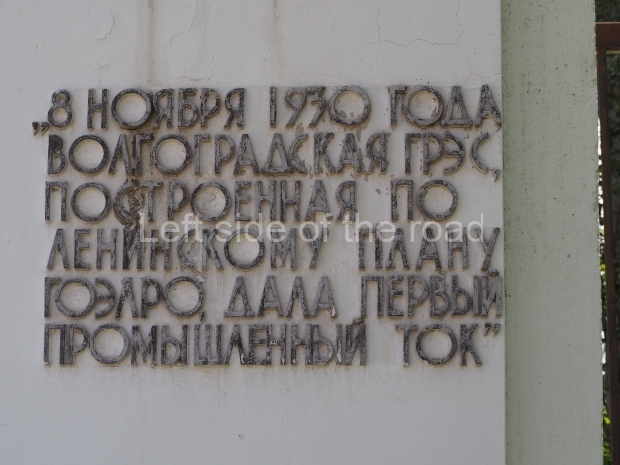 „8 НОЯБРЯ 1930 ГОДА
ВОЛГОГРАДСКАЯ ГРЭС,
ПОСТРОЕННАЯ ПО
ЛЕНИНСКОМУ ПЛАНУ
Left side of the road
ГОЭЛРО, ДАЛА ПЕРВЫЙ
ПРОМЫШЛЕННЫЙ ТОК”